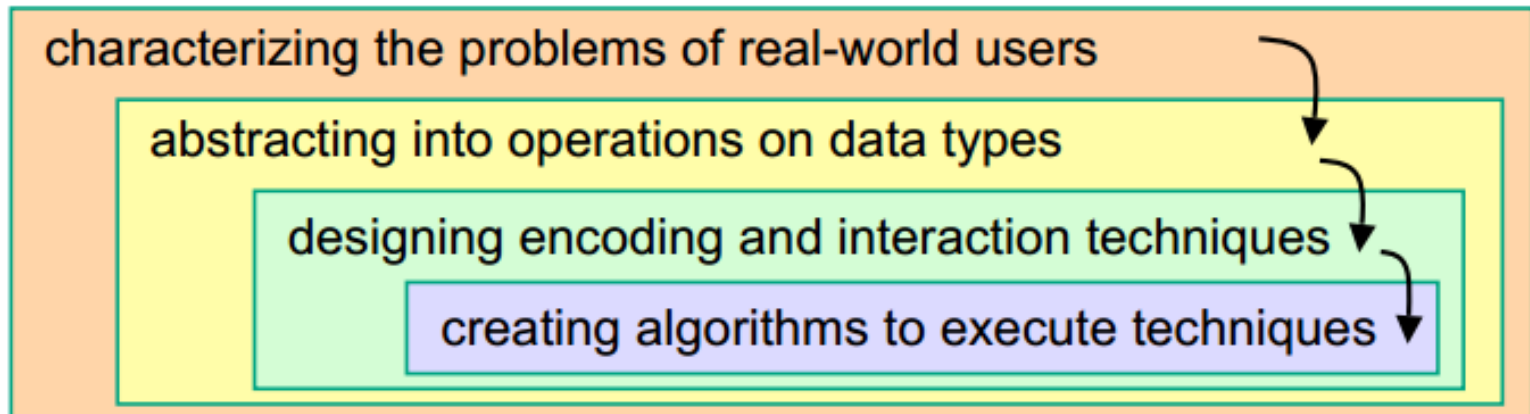 characterizing the problems of real-world users
abstracting into operations on data types
designing encoding and interaction techniques
creating algorithms to execute techniques